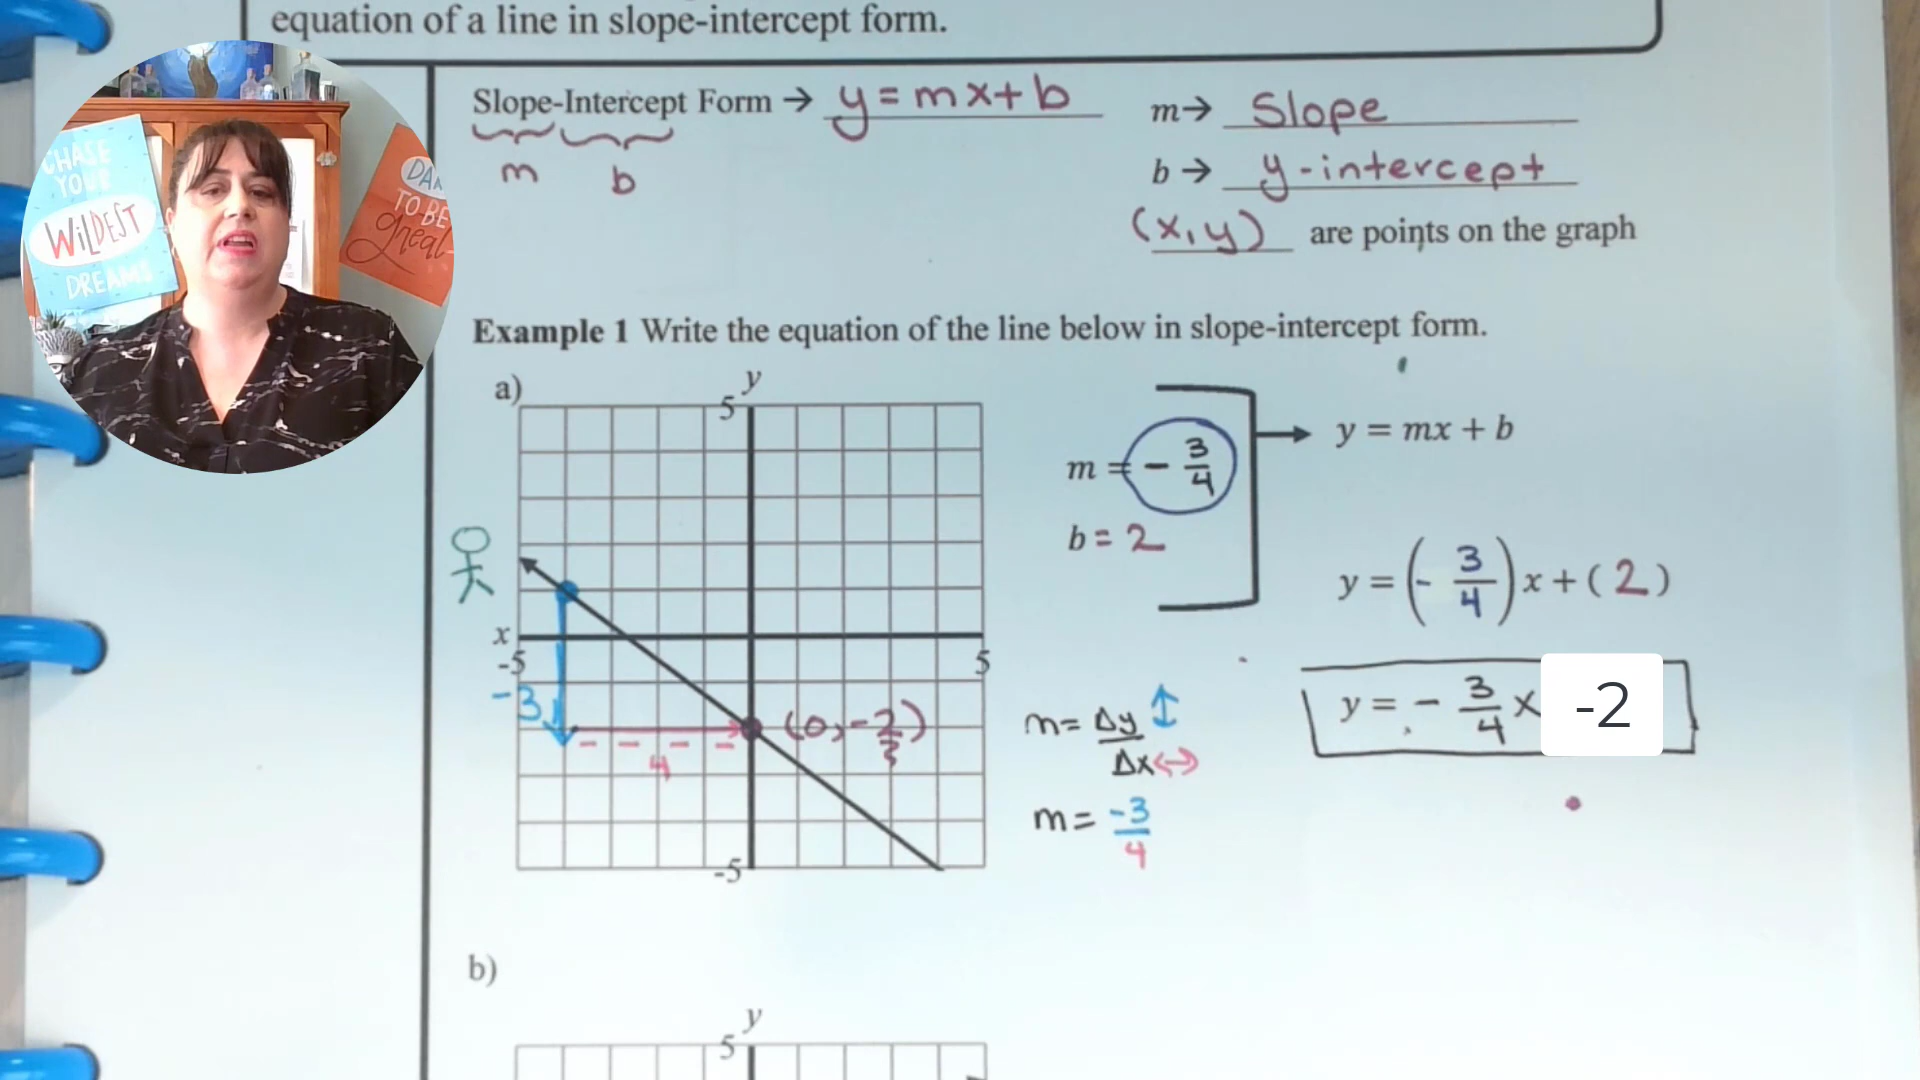 equation of a line in slope-intercept form.
Slope-Intercept Form → y = mx + b
m b
m → Slope
b → y-intercept
(x, y) are points on the graph
CHASE YOUR WiLDEST DREAMS
TO BE great
Example 1 Write the equation of the line below in slope-intercept form.
a)
y
5
x
-5
5
-5
-3
4
(0, -2)
m = - 3/4
b = 2
y = mx + b
y = (- 3/4) x + (2)
m = Δy/Δx
m = -3/4
y = - 3/4 x -2
b)
y
5